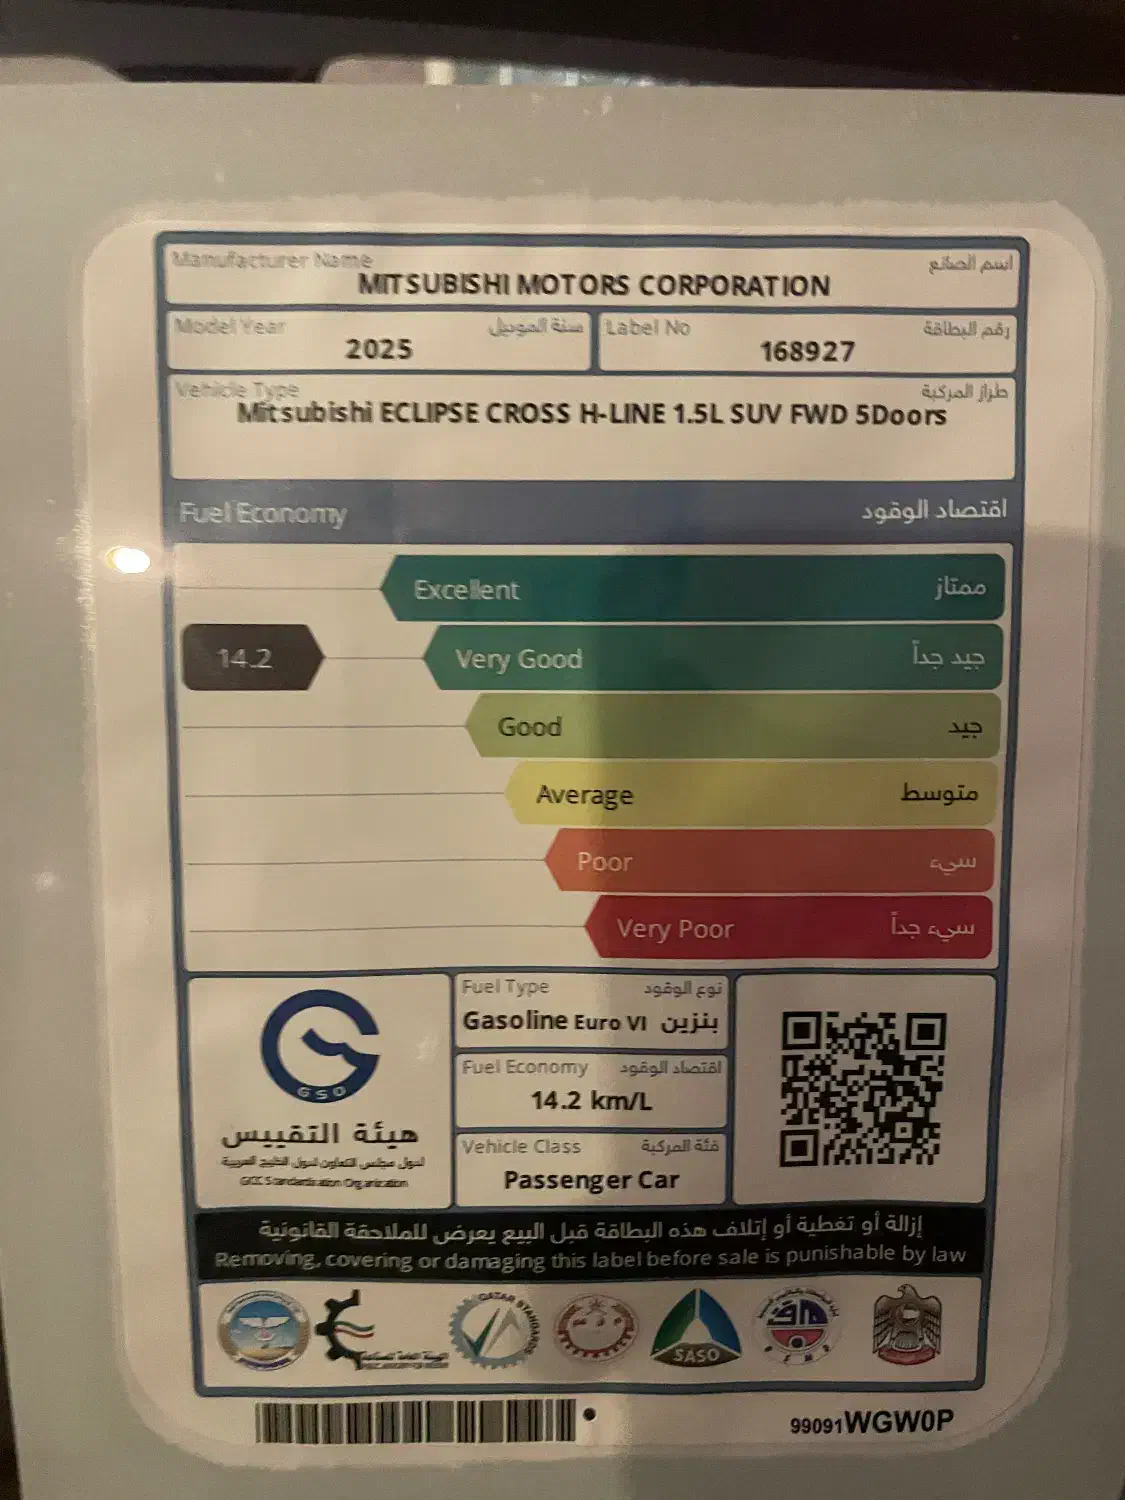 Manufacturer Name اسم الصانع
MITSUBISHI MOTORS CORPORATION
Model Year سنة الموديل Label No رقم البطاقة
2025 168927
Vehicle Type طراز المركبة
Mitsubishi ECLIPSE CROSS H-LINE 1.5L SUV FWD 5Doors
Fuel Economy اقتصاد الوقود
Excellent ممتاز
14.2 Very Good جيد جداً
Good جيد
Average متوسط
Poor سيء
Very Poor سيء جداً
Fuel Type نوع الوقود
Gasoline Euro VI بنزين
Fuel Economy اقتصاد الوقود
14.2 km/L
Vehicle Class فئة المركبة
Passenger Car
GSO
هيئة التقييس
لدول مجلس التعاون لدول الخليج العربية
GCC Standardization Organization
إزالة أو تغطية أو إتلاف هذه البطاقة قبل البيع يعرض للملاحقة القانونية
Removing, covering or damaging this label before sale is punishable by law
QATAR STANDARDS
SASO
99091WGW0P